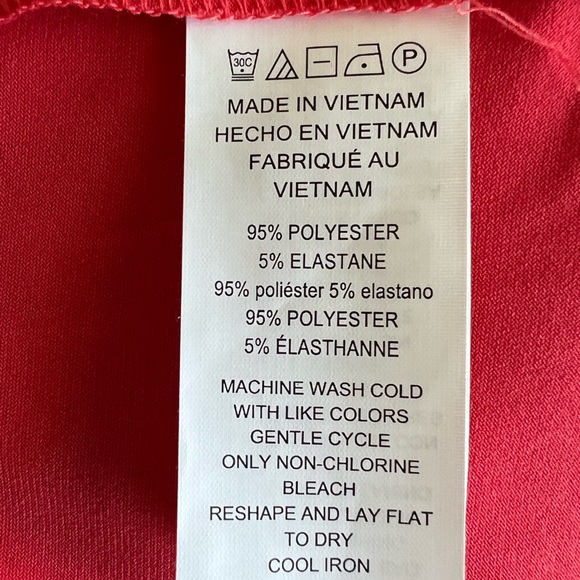 30C P
MADE IN VIETNAM
HECHO EN VIETNAM
FABRIQUÉ AU
VIETNAM
95% POLYESTER
5% ELASTANE
95% poliéster 5% elastano
95% POLYESTER
5% ÉLASTHANNE
MACHINE WASH COLD
WITH LIKE COLORS
GENTLE CYCLE
ONLY NON-CHLORINE
BLEACH
RESHAPE AND LAY FLAT
TO DRY
COOL IRON